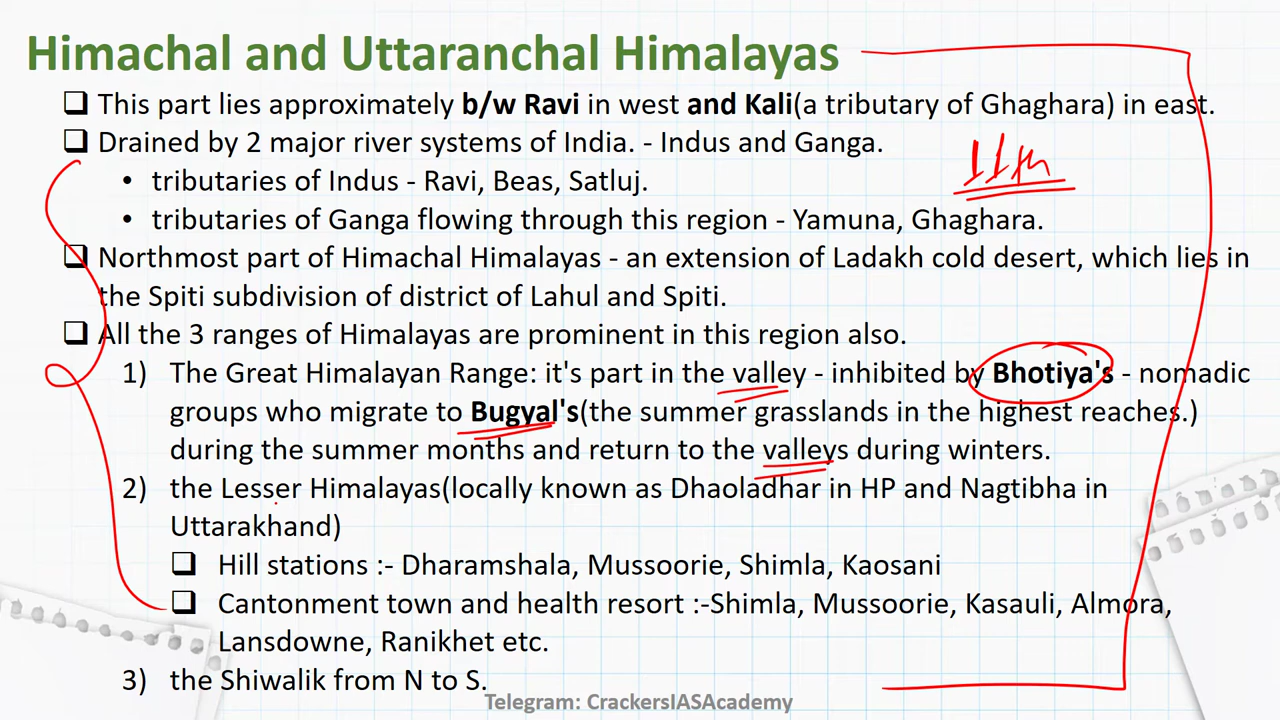 Himachal and Uttaranchal Himalayas
❑ This part lies approximately b/w Ravi in west and Kali(a tributary of Ghaghara) in east.
❑ Drained by 2 major river systems of India. - Indus and Ganga.
11th
• tributaries of Indus - Ravi, Beas, Satluj.
• tributaries of Ganga flowing through this region - Yamuna, Ghaghara.
❑ Northmost part of Himachal Himalayas - an extension of Ladakh cold desert, which lies in
the Spiti subdivision of district of Lahul and Spiti.
❑ All the 3 ranges of Himalayas are prominent in this region also.
1) The Great Himalayan Range: it's part in the valley - inhibited by Bhotiya's - nomadic
groups who migrate to Bugyal's(the summer grasslands in the highest reaches.)
during the summer months and return to the valleys during winters.
2) the Lesser Himalayas(locally known as Dhaoladhar in HP and Nagtibha in
Uttarakhand)
❑ Hill stations :- Dharamshala, Mussoorie, Shimla, Kaosani
❑ Cantonment town and health resort :-Shimla, Mussoorie, Kasauli, Almora,
Lansdowne, Ranikhet etc.
3) the Shiwalik from N to S.
Telegram: CrackersIASAcademy